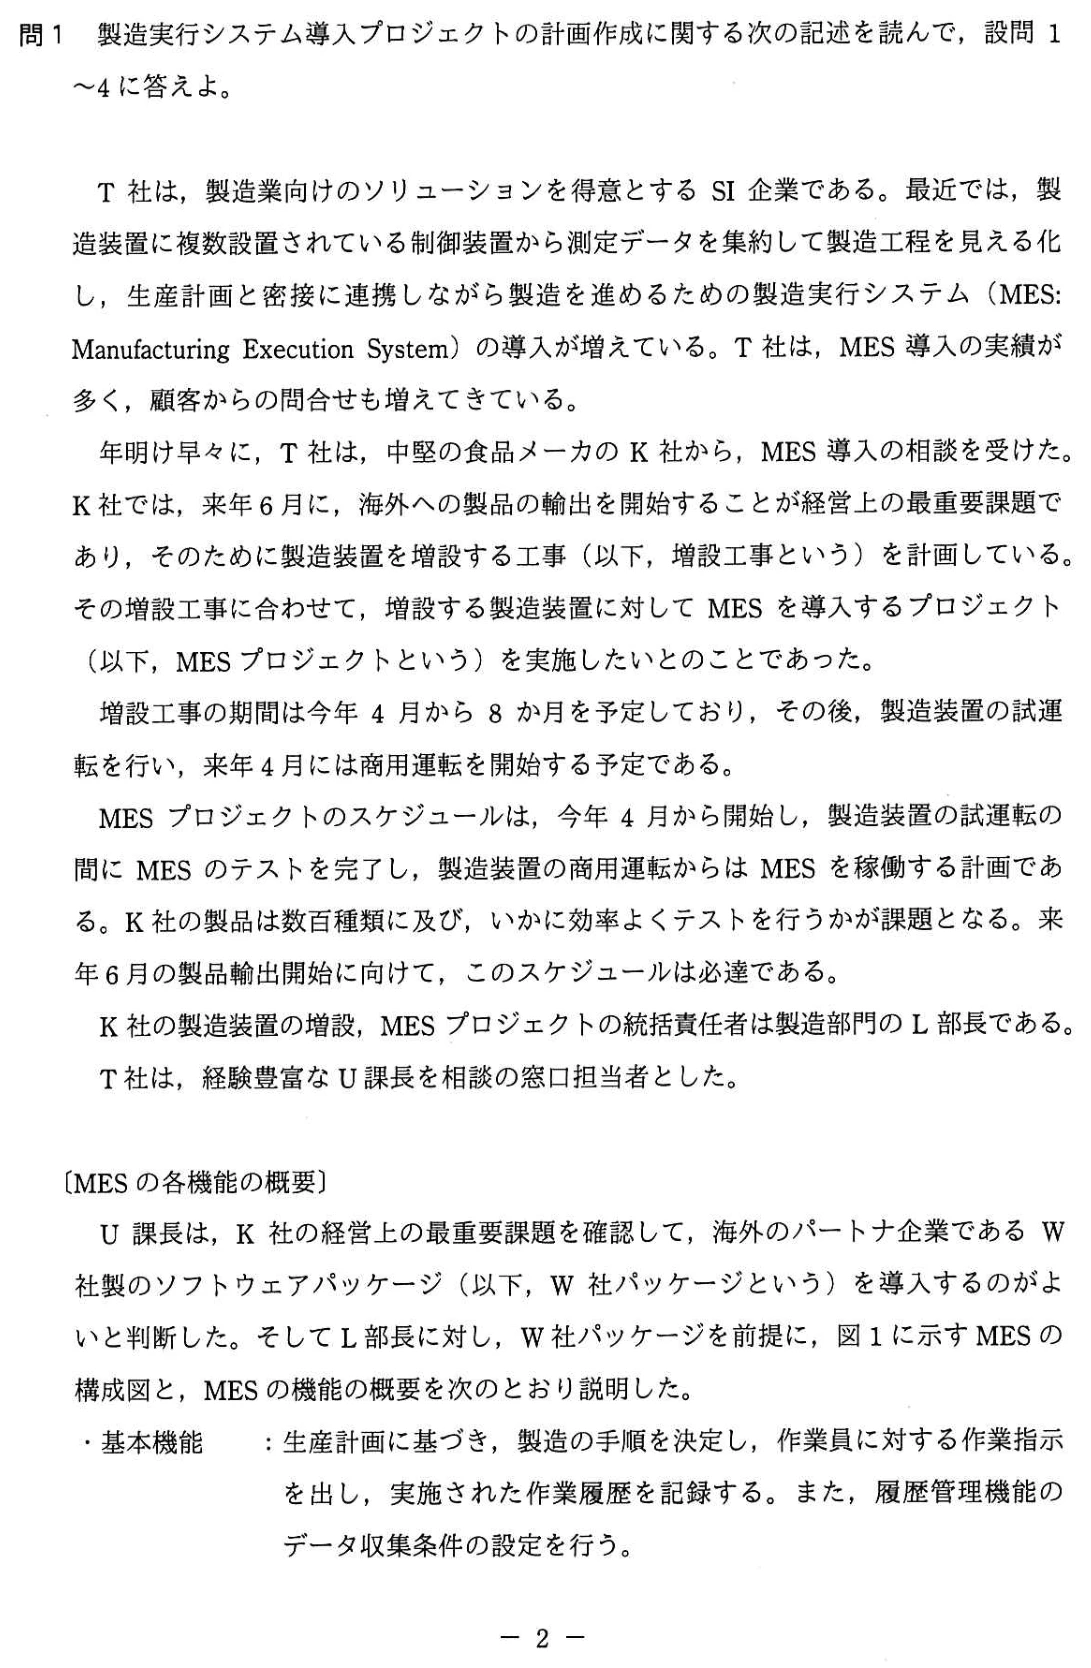 問1 製造実行システム導入プロジェクトの計画作成に関する次の記述を読んで，設問 1
～4 に答えよ。
T 社は，製造業向けのソリューションを得意とする SI 企業である。最近では，製
造装置に複数設置されている制御装置から測定データを集約して製造工程を見える化
し，生産計画と密接に連携しながら製造を進めるための製造実行システム（MES:
Manufacturing Execution System）の導入が増えている。T 社は，MES 導入の実績が
多く，顧客からの問合せも増えてきている。
年明け早々に，T 社は，中堅の食品メーカの K 社から，MES 導入の相談を受けた。
K 社では，来年 6 月に，海外への製品の輸出を開始することが経営上の最重要課題で
あり，そのために製造装置を増設する工事（以下，増設工事という）を計画している。
その増設工事に合わせて，増設する製造装置に対して MES を導入するプロジェクト
（以下，MES プロジェクトという）を実施したいとのことであった。
増設工事の期間は今年 4 月から 8 か月を予定しており，その後，製造装置の試運
転を行い，来年 4 月には商用運転を開始する予定である。
MES プロジェクトのスケジュールは，今年 4 月から開始し，製造装置の試運転の
間に MES のテストを完了し，製造装置の商用運転からは MES を稼働する計画であ
る。K 社の製品は数百種類に及び，いかに効率よくテストを行うかが課題となる。来
年 6 月の製品輸出開始に向けて，このスケジュールは必達である。
K 社の製造装置の増設，MES プロジェクトの統括責任者は製造部門の L 部長である。
T 社は，経験豊富な U 課長を相談の窓口担当者とした。
〔MES の各機能の概要〕
U 課長は，K 社の経営上の最重要課題を確認して，海外のパートナ企業である W
社製のソフトウェアパッケージ（以下，W 社パッケージという）を導入するのがよ
いと判断した。そして L 部長に対し，W 社パッケージを前提に，図 1 に示す MES の
構成図と，MES の機能の概要を次のとおり説明した。
・基本機能 ：生産計画に基づき，製造の手順を決定し，作業員に対する作業指示
を出し，実施された作業履歴を記録する。また，履歴管理機能の
データ収集条件の設定を行う。
－ 2 －